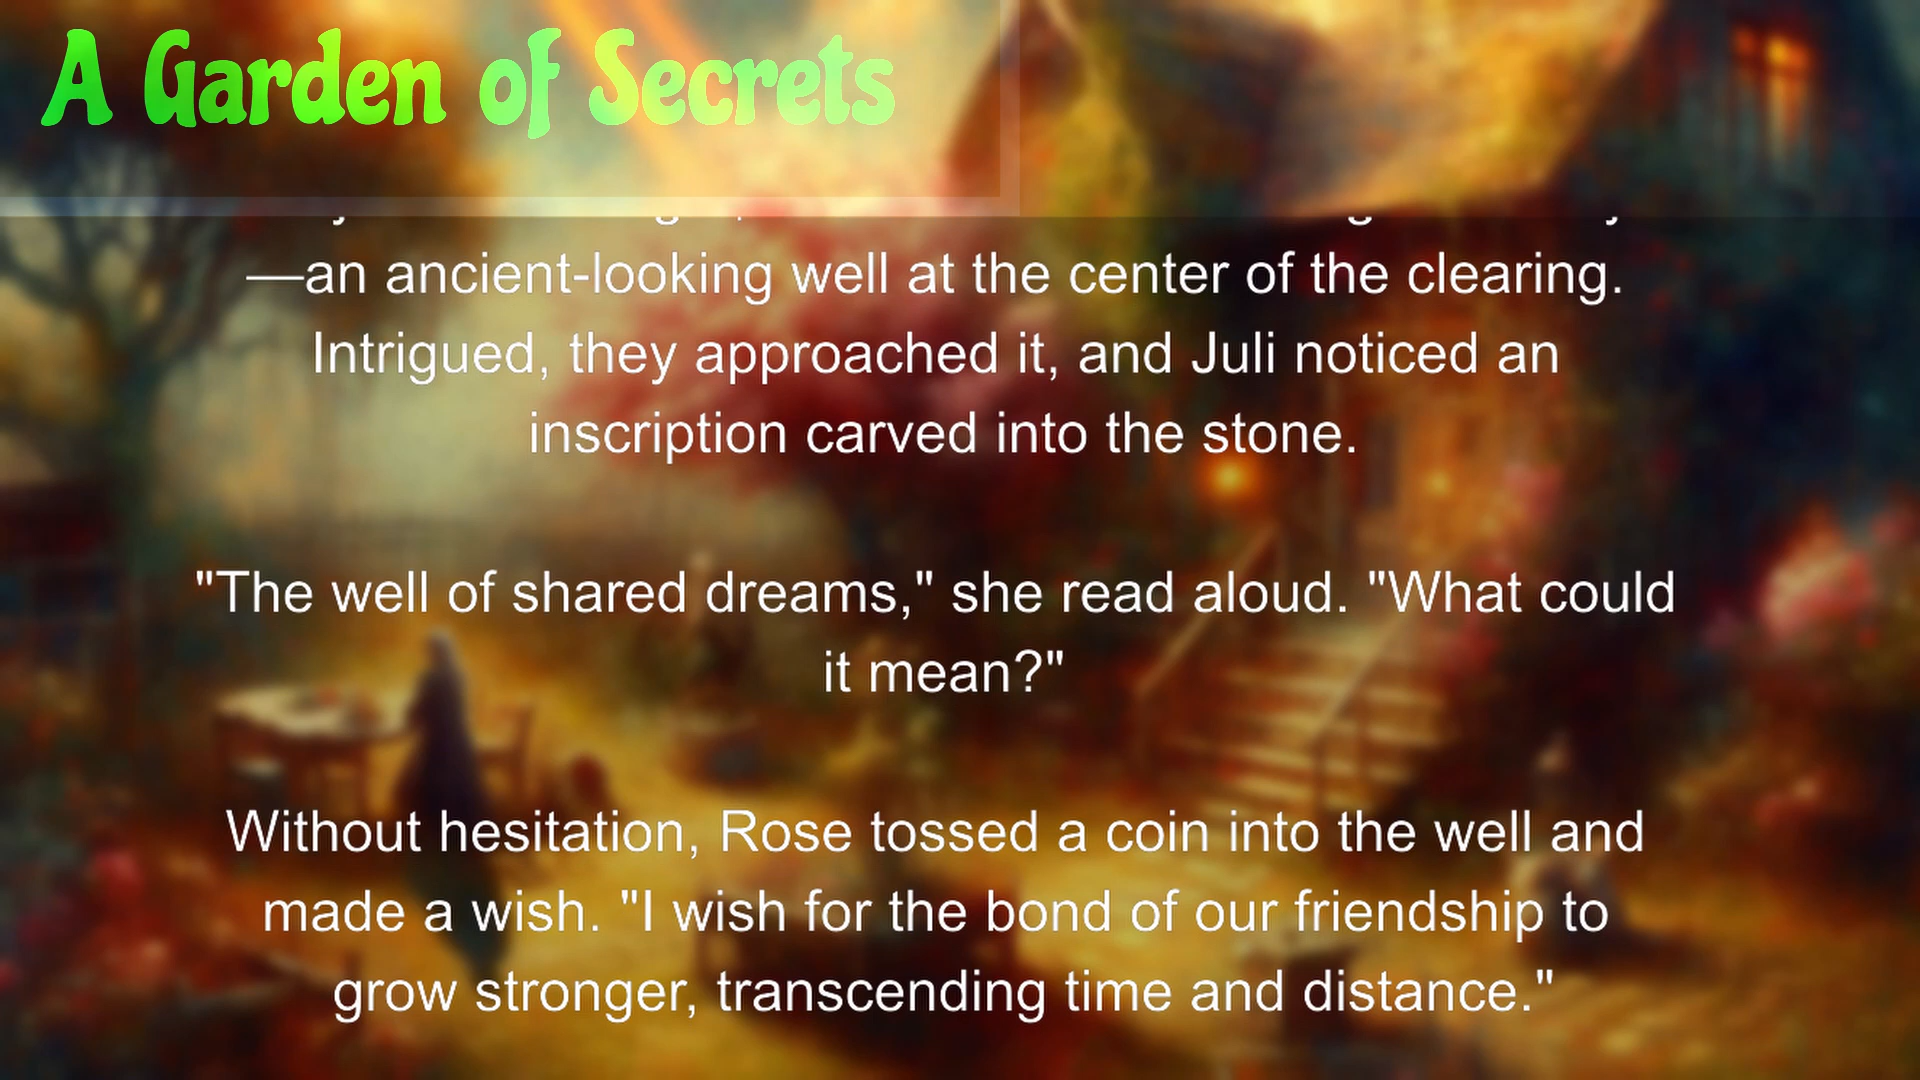 A Garden of Secrets
—an ancient-looking well at the center of the clearing.
Intrigued, they approached it, and Juli noticed an
inscription carved into the stone.
"The well of shared dreams," she read aloud. "What could
it mean?"
Without hesitation, Rose tossed a coin into the well and
made a wish. "I wish for the bond of our friendship to
grow stronger, transcending time and distance."